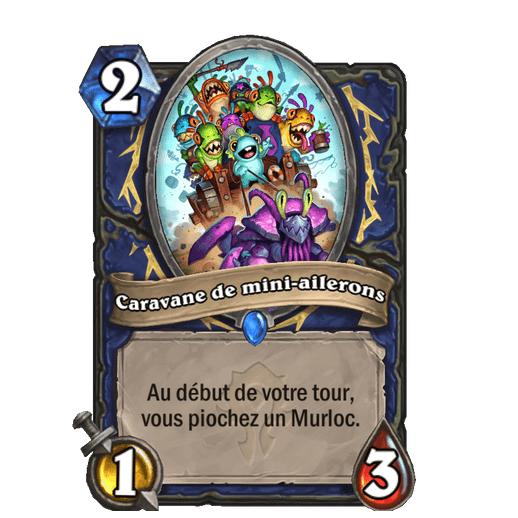 2
Caravane de mini-ailerons
Au début de votre tour,
vous piochez un Murloc.
1
3